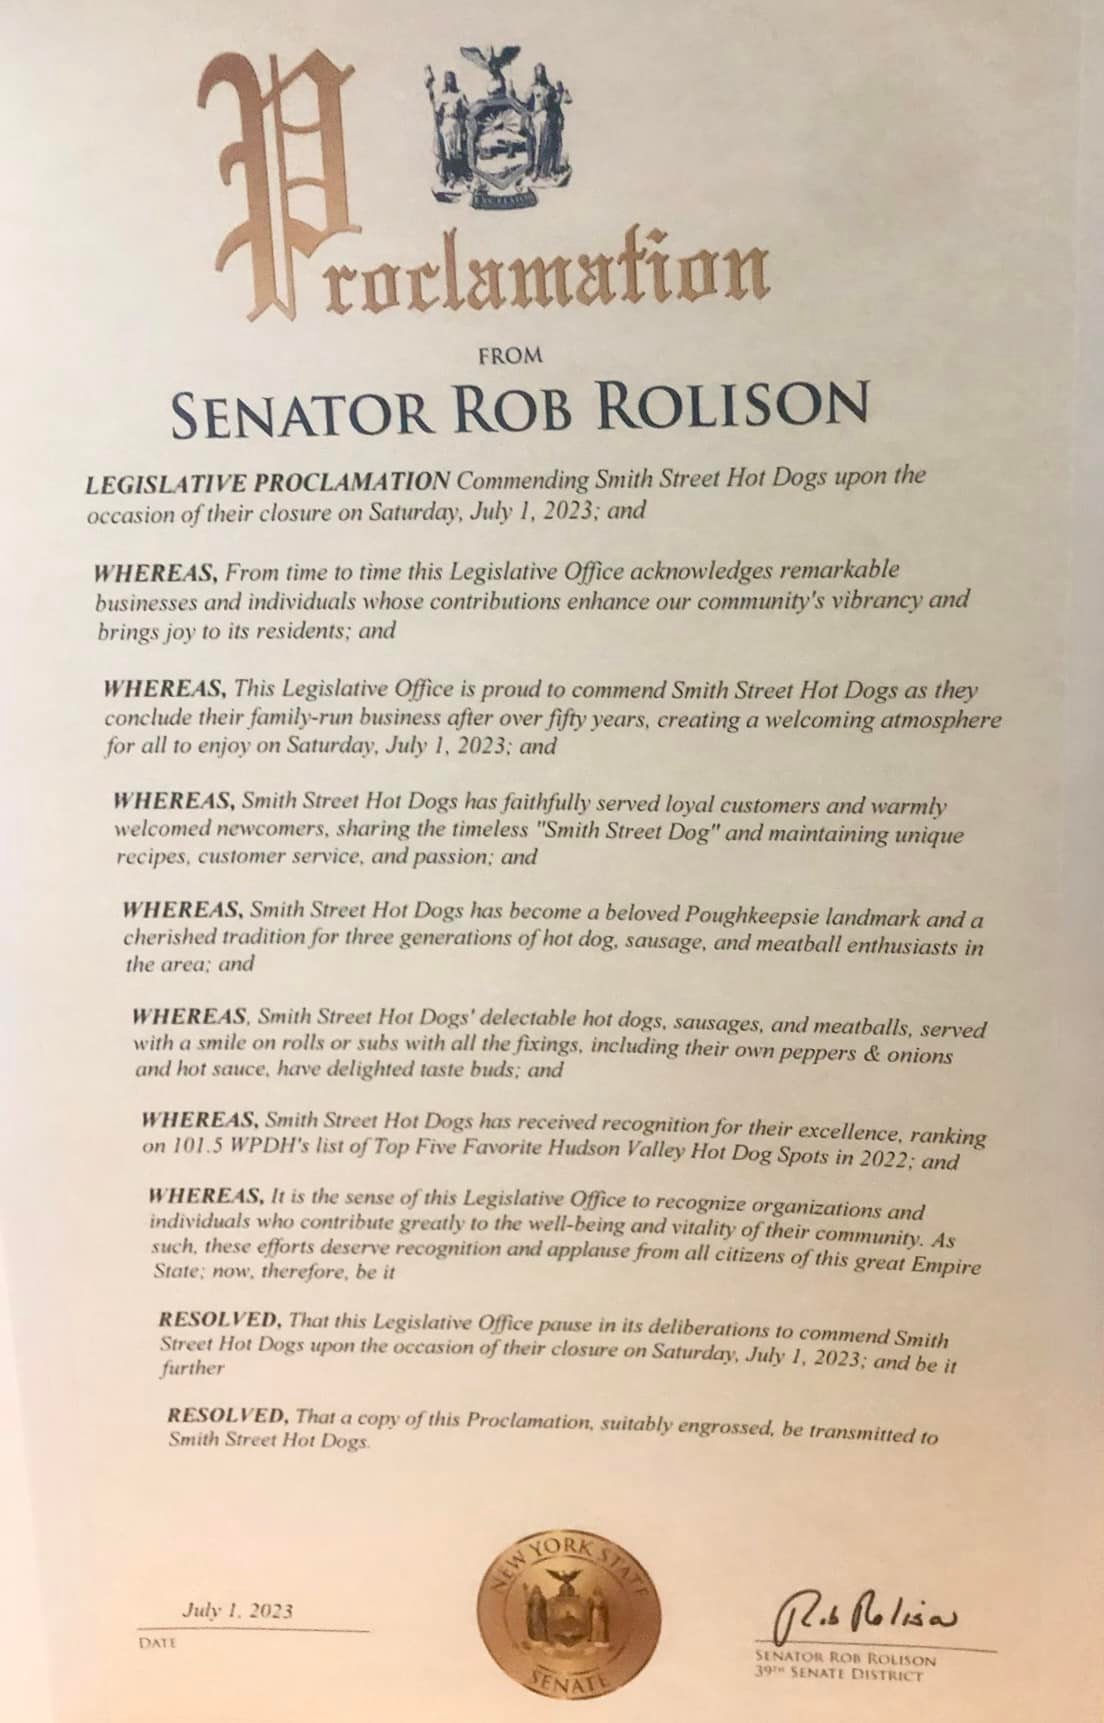 Proclamation
EXCELSIOR
FROM
SENATOR ROB ROLISON
LEGISLATIVE PROCLAMATION Commending Smith Street Hot Dogs upon the
occasion of their closure on Saturday, July 1, 2023; and
WHEREAS, From time to time this Legislative Office acknowledges remarkable
businesses and individuals whose contributions enhance our community's vibrancy and
brings joy to its residents; and
WHEREAS, This Legislative Office is proud to commend Smith Street Hot Dogs as they
conclude their family-run business after over fifty years, creating a welcoming atmosphere
for all to enjoy on Saturday, July 1, 2023; and
WHEREAS, Smith Street Hot Dogs has faithfully served loyal customers and warmly
welcomed newcomers, sharing the timeless "Smith Street Dog" and maintaining unique
recipes, customer service, and passion; and
WHEREAS, Smith Street Hot Dogs has become a beloved Poughkeepsie landmark and a
cherished tradition for three generations of hot dog, sausage, and meatball enthusiasts in
the area; and
WHEREAS, Smith Street Hot Dogs' delectable hot dogs, sausages, and meatballs, served
with a smile on rolls or subs with all the fixings, including their own peppers & onions
and hot sauce, have delighted taste buds; and
WHEREAS, Smith Street Hot Dogs has received recognition for their excellence, ranking
on 101.5 WPDH's list of Top Five Favorite Hudson Valley Hot Dog Spots in 2022; and
WHEREAS, It is the sense of this Legislative Office to recognize organizations and
individuals who contribute greatly to the well-being and vitality of their community. As
such, these efforts deserve recognition and applause from all citizens of this great Empire
State; now, therefore, be it
RESOLVED, That this Legislative Office pause in its deliberations to commend Smith
Street Hot Dogs upon the occasion of their closure on Saturday, July 1, 2023; and be it
further
RESOLVED, That a copy of this Proclamation, suitably engrossed, be transmitted to
Smith Street Hot Dogs.
NEW YORK STATE
SENATE
July 1, 2023
DATE
Rob Rolison
SENATOR ROB ROLISON
39TH SENATE DISTRICT